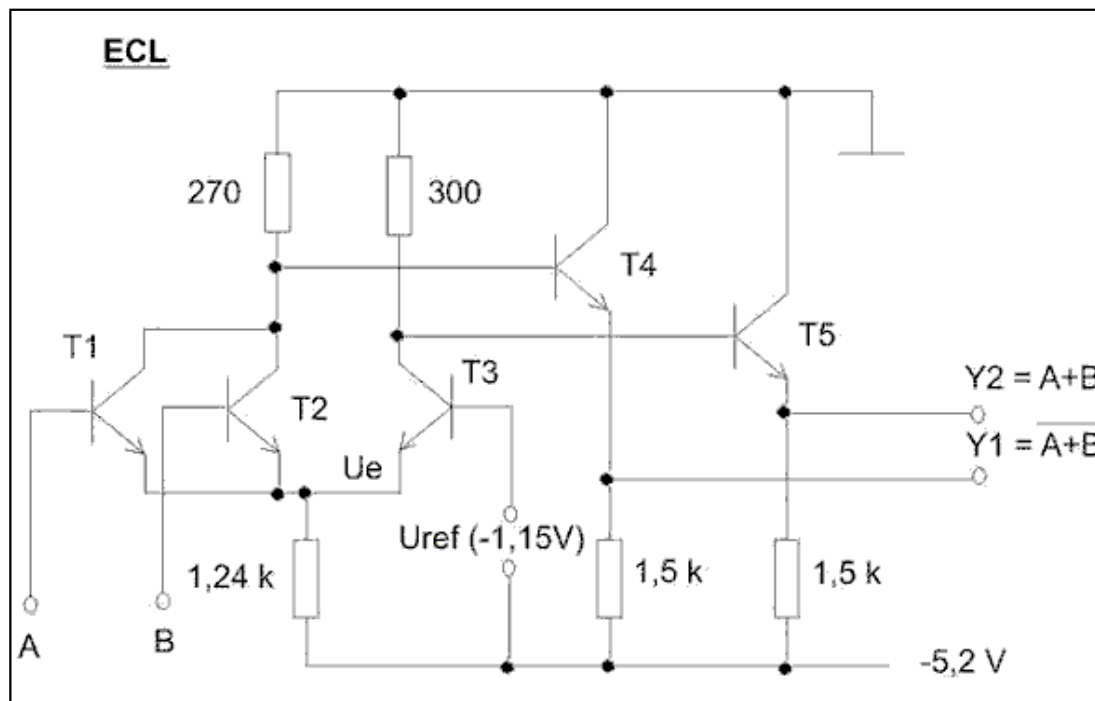 ECL
270
300
T4
T1
T2
T3
T5
Y2 = A+B
Y1 = A+B
Ue
Uref (-1,15V)
1,24 k
1,5 k
1,5 k
A
B
-5,2 V